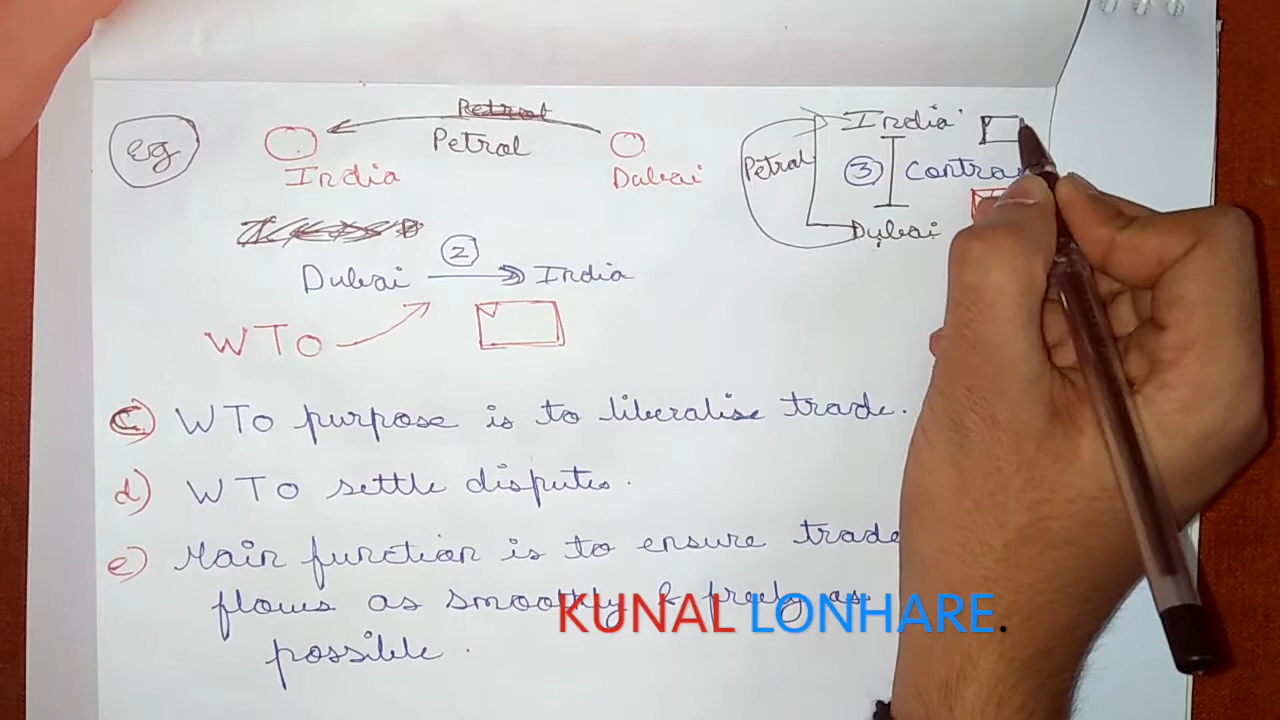 eg
Petrol
Petrol
India
Dubai
Dubai
2
India
WTO
India
Petrol
3
Dubai
c) WTO purpose is to liberalise trade.
d) WTO settle disputes.
e) Main function is to ensure trade
flows as smoothly & freely as
possible.
KUNAL LONHARE.